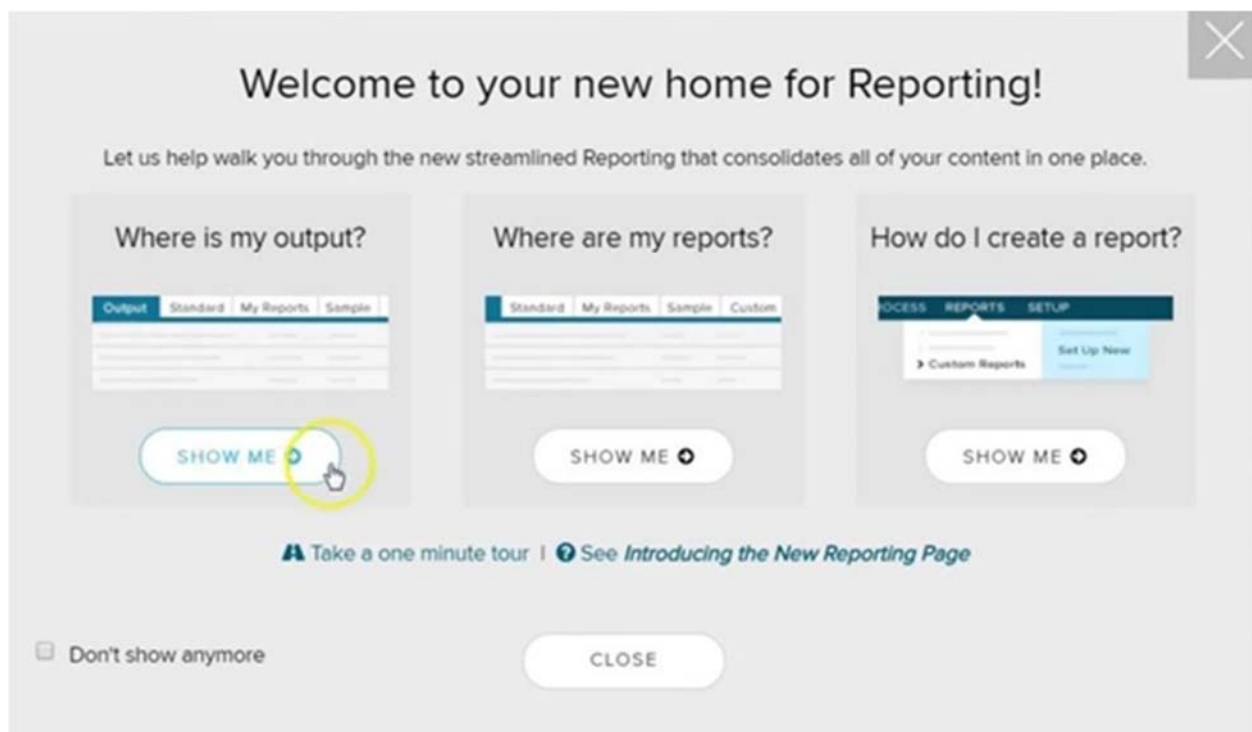 Welcome to your new home for Reporting!
Let us help walk you through the new streamlined Reporting that consolidates all of your content in one place.
Where is my output?
Output Standard My Reports Sample
SHOW ME
Where are my reports?
Standard My Reports Sample Custom
SHOW ME
How do I create a report?
OCESS REPORTS SETUP
Set Up New
Custom Reports
SHOW ME
Take a one minute tour | See Introducing the New Reporting Page
Don't show anymore
CLOSE